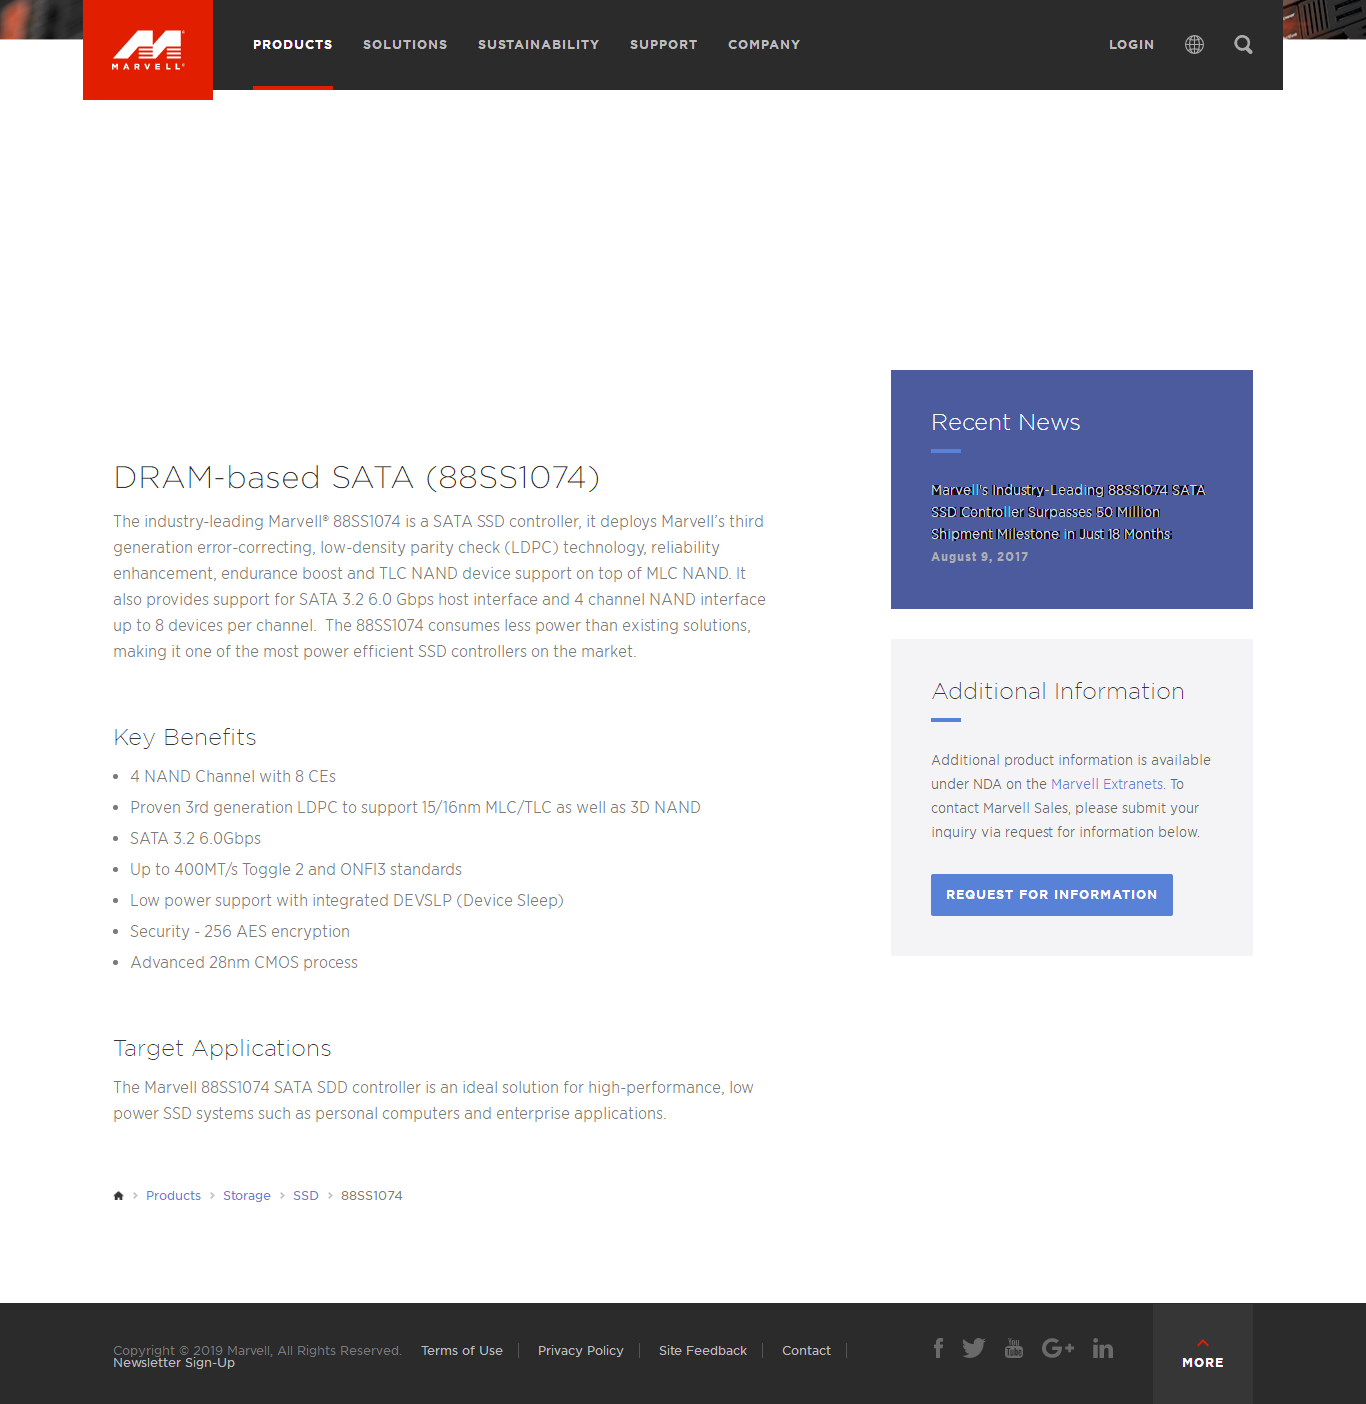 MARVELL
PRODUCTS
SOLUTIONS
SUSTAINABILITY
SUPPORT
COMPANY
LOGIN
DRAM-based SATA (88SS1074)
The industry-leading Marvell® 88SS1074 is a SATA SSD controller, it deploys Marvell’s third
generation error-correcting, low-density parity check (LDPC) technology, reliability
enhancement, endurance boost and TLC NAND device support on top of MLC NAND. It
also provides support for SATA 3.2 6.0 Gbps host interface and 4 channel NAND interface
up to 8 devices per channel.  The 88SS1074 consumes less power than existing solutions,
making it one of the most power efficient SSD controllers on the market.
Key Benefits
• 4 NAND Channel with 8 CEs
• Proven 3rd generation LDPC to support 15/16nm MLC/TLC as well as 3D NAND
• SATA 3.2 6.0Gbps
• Up to 400MT/s Toggle 2 and ONFI3 standards
• Low power support with integrated DEVSLP (Device Sleep)
• Security - 256 AES encryption
• Advanced 28nm CMOS process
Target Applications
The Marvell 88SS1074 SATA SDD controller is an ideal solution for high-performance, low
power SSD systems such as personal computers and enterprise applications.
Recent News
Marvell's Industry-Leading 88SS1074 SATA
SSD Controller Surpasses 50 Million
Shipment Milestone in Just 18 Months
August 9, 2017
Additional Information
Additional product information is available
under NDA on the Marvell Extranets. To
contact Marvell Sales, please submit your
inquiry via request for information below.
REQUEST FOR INFORMATION
Products › Storage › SSD › 88SS1074
Copyright © 2019 Marvell, All Rights Reserved. Terms of Use | Privacy Policy | Site Feedback | Contact |
Newsletter Sign-Up
You Tube
G+
in
MORE